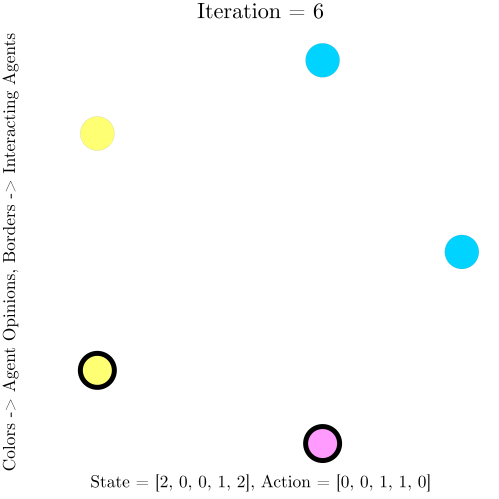 Iteration = 6
Colors -> Agent Opinions, Borders -> Interacting Agents
State = [2, 0, 0, 1, 2], Action = [0, 0, 1, 1, 0]